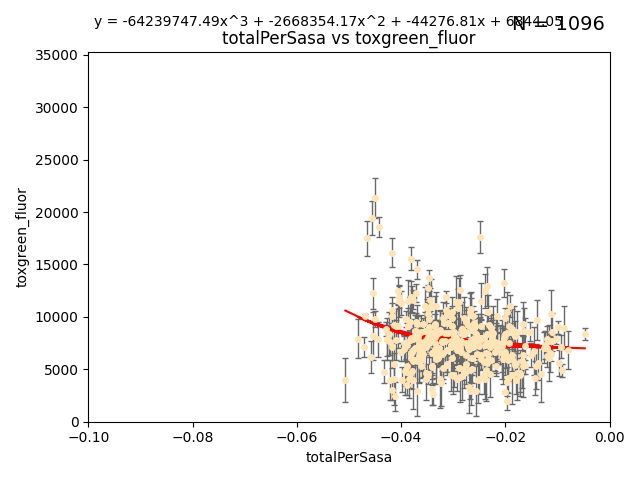 y = -64239747.49x^3 + -2668354.17x^2 + -44276.81x + 6844.05
N = 1096
totalPerSasa vs toxgreen_fluor
35000
30000
25000
20000
15000
10000
5000
0
toxgreen_fluor
−0.10
−0.08
−0.06
−0.04
−0.02
0.00
totalPerSasa